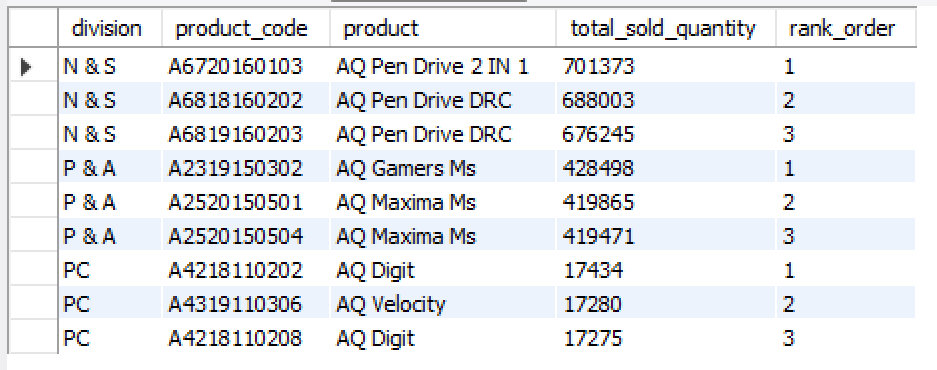 division product_code product total_sold_quantity rank_order
N & S A6720160103 AQ Pen Drive 2 IN 1 701373 1
N & S A6818160202 AQ Pen Drive DRC 688003 2
N & S A6819160203 AQ Pen Drive DRC 676245 3
P & A A2319150302 AQ Gamers Ms 428498 1
P & A A2520150501 AQ Maxima Ms 419865 2
P & A A2520150504 AQ Maxima Ms 419471 3
PC A4218110202 AQ Digit 17434 1
PC A4319110306 AQ Velocity 17280 2
PC A4218110208 AQ Digit 17275 3